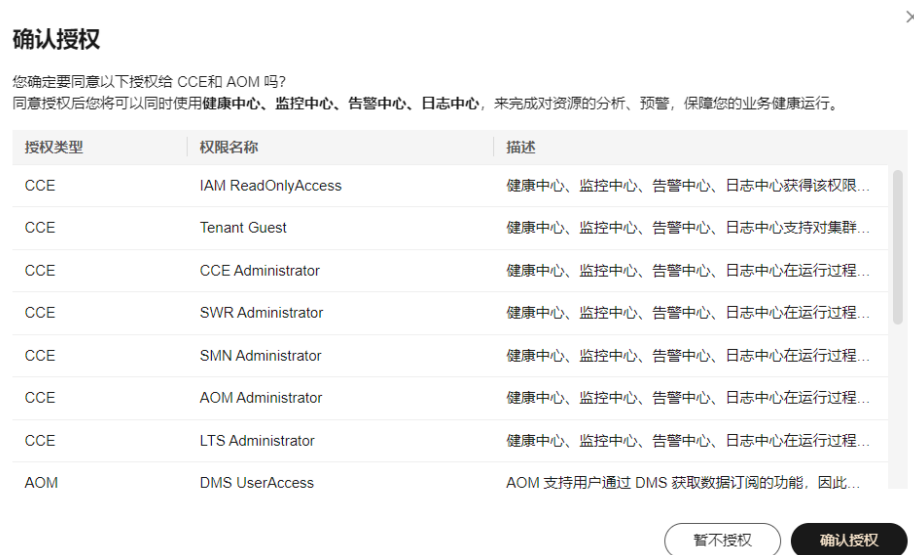 确认授权
您确定要同意以下授权给 CCE和 AOM 吗?
同意授权后您将可以同时使用健康中心、监控中心、告警中心、日志中心，来完成对资源的分析、预警，保障您的业务健康运行。
授权类型 权限名称 描述
CCE IAM ReadOnlyAccess 健康中心、监控中心、告警中心、日志中心获得该权限...
CCE Tenant Guest 健康中心、监控中心、告警中心、日志中心支持对集群...
CCE CCE Administrator 健康中心、监控中心、告警中心、日志中心在运行过程...
CCE SWR Administrator 健康中心、监控中心、告警中心、日志中心在运行过程...
CCE SMN Administrator 健康中心、监控中心、告警中心、日志中心在运行过程...
CCE AOM Administrator 健康中心、监控中心、告警中心、日志中心在运行过程...
CCE LTS Administrator 健康中心、监控中心、告警中心、日志中心在运行过程...
AOM DMS UserAccess AOM 支持用户通过 DMS 获取数据订阅的功能，因此...
暂不授权 确认授权